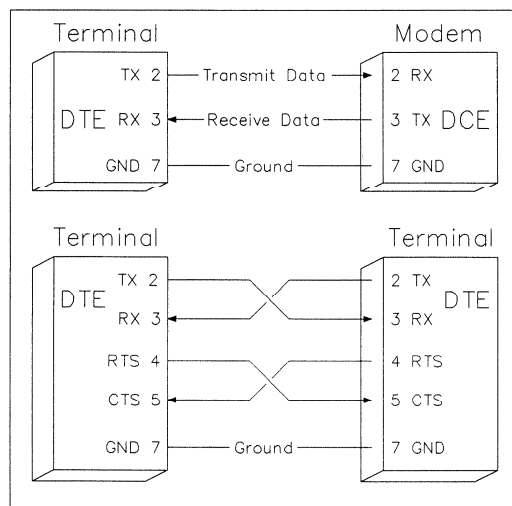 Terminal Modem
TX 2 Transmit Data 2 RX
DTE RX 3 Receive Data 3 TX DCE
GND 7 Ground 7 GND
Terminal Terminal
TX 2 2 TX
DTE DTE
RX 3 3 RX
RTS 4 4 RTS
CTS 5 5 CTS
GND 7 Ground 7 GND